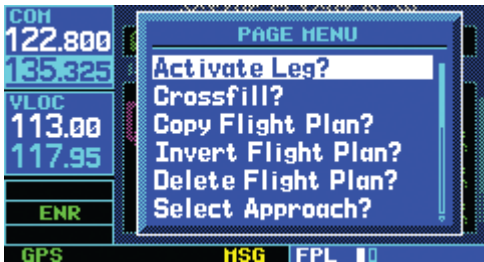 COM
122.800
135.325
VLOC
113.00
117.95
ENR
GPS
PAGE MENU
Activate Leg?
Crossfill?
Copy Flight Plan?
Invert Flight Plan?
Delete Flight Plan?
Select Approach?
MSG
FPL